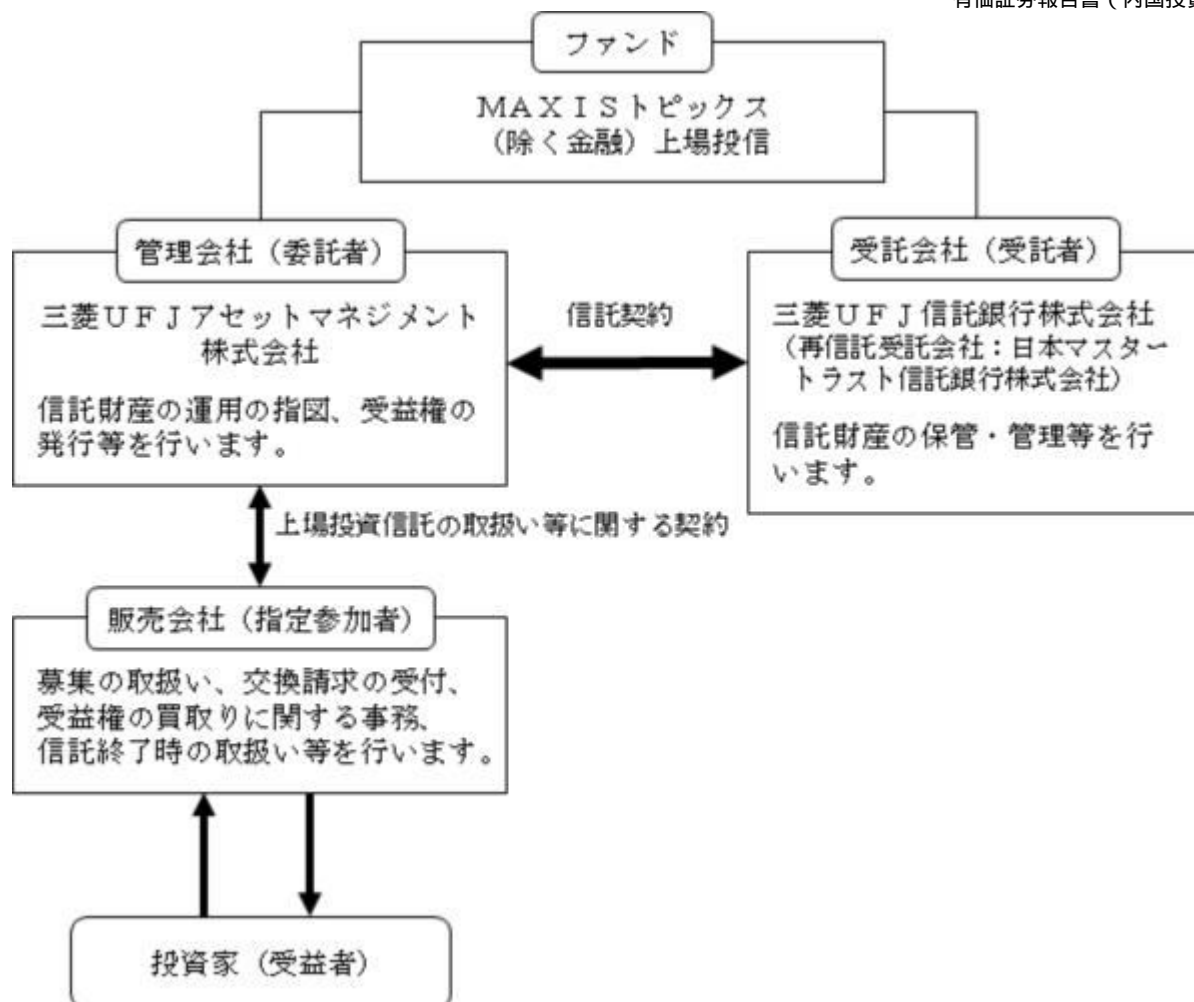 有価証券報告書（内国投資
ファンド
ＭＡＸＩＳトピックス
（除く金融）上場投信
管理会社（委託者）
三菱ＵＦＪアセットマネジメント
株式会社
信託財産の運用の指図、受益権の
発行等を行います。
信託契約
受託会社（受託者）
三菱ＵＦＪ信託銀行株式会社
（再信託受託会社：日本マスター
トラスト信託銀行株式会社）
信託財産の保管・管理等を行
います。
上場投資信託の取扱い等に関する契約
販売会社（指定参加者）
募集の取扱い、交換請求の受付、
受益権の買取りに関する事務、
信託終了時の取扱い等を行います。
投資家（受益者）